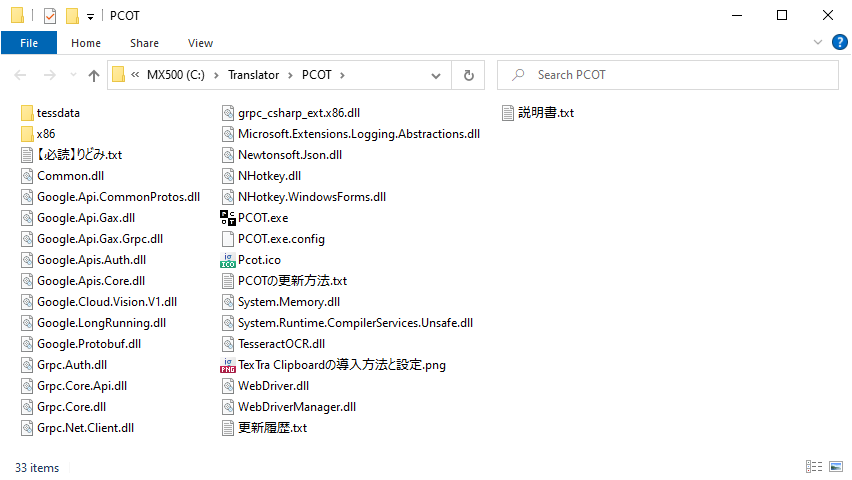 PCOT
File Home Share View
MX500 (C:) Translator PCOT
Search PCOT
tessdata
x86
【必読】りどみ.txt
Common.dll
Google.Api.CommonProtos.dll
Google.Api.Gax.dll
Google.Api.Gax.Grpc.dll
Google.Apis.Auth.dll
Google.Apis.Core.dll
Google.Cloud.Vision.V1.dll
Google.LongRunning.dll
Google.Protobuf.dll
Grpc.Auth.dll
Grpc.Core.Api.dll
Grpc.Core.dll
Grpc.Net.Client.dll
grpc_csharp_ext.x86.dll
Microsoft.Extensions.Logging.Abstractions.dll
Newtonsoft.Json.dll
NHotkey.dll
NHotkey.WindowsForms.dll
PCOT.exe
PCOT.exe.config
Pcot.ico
PCOTの更新方法.txt
System.Memory.dll
System.Runtime.CompilerServices.Unsafe.dll
TesseractOCR.dll
TexTra Clipboardの導入方法と設定.png
WebDriver.dll
WebDriverManager.dll
更新履歴.txt
説明書.txt
33 items